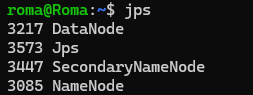 roma@Roma:~$ jps
3217 DataNode
3573 Jps
3447 SecondaryNameNode
3085 NameNode